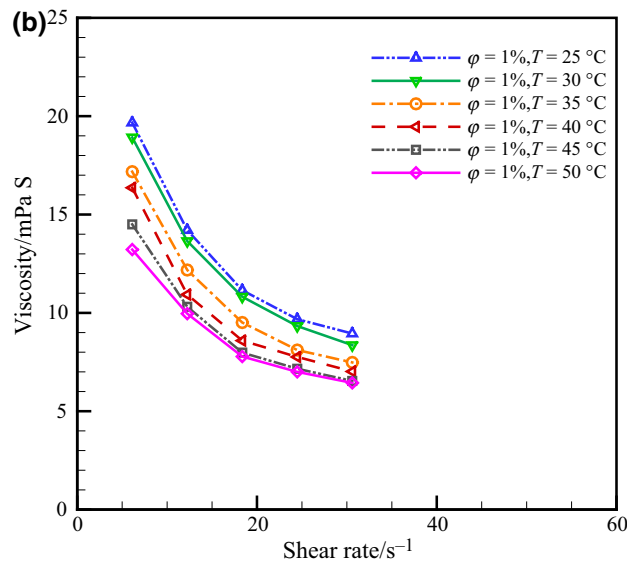 (b)
25
20
15
10
5
0
Viscosity/mPa S
φ = 1%,T = 25 °C
φ = 1%,T = 30 °C
φ = 1%,T = 35 °C
φ = 1%,T = 40 °C
φ = 1%,T = 45 °C
φ = 1%,T = 50 °C
0 20 40 60
Shear rate/s⁻¹